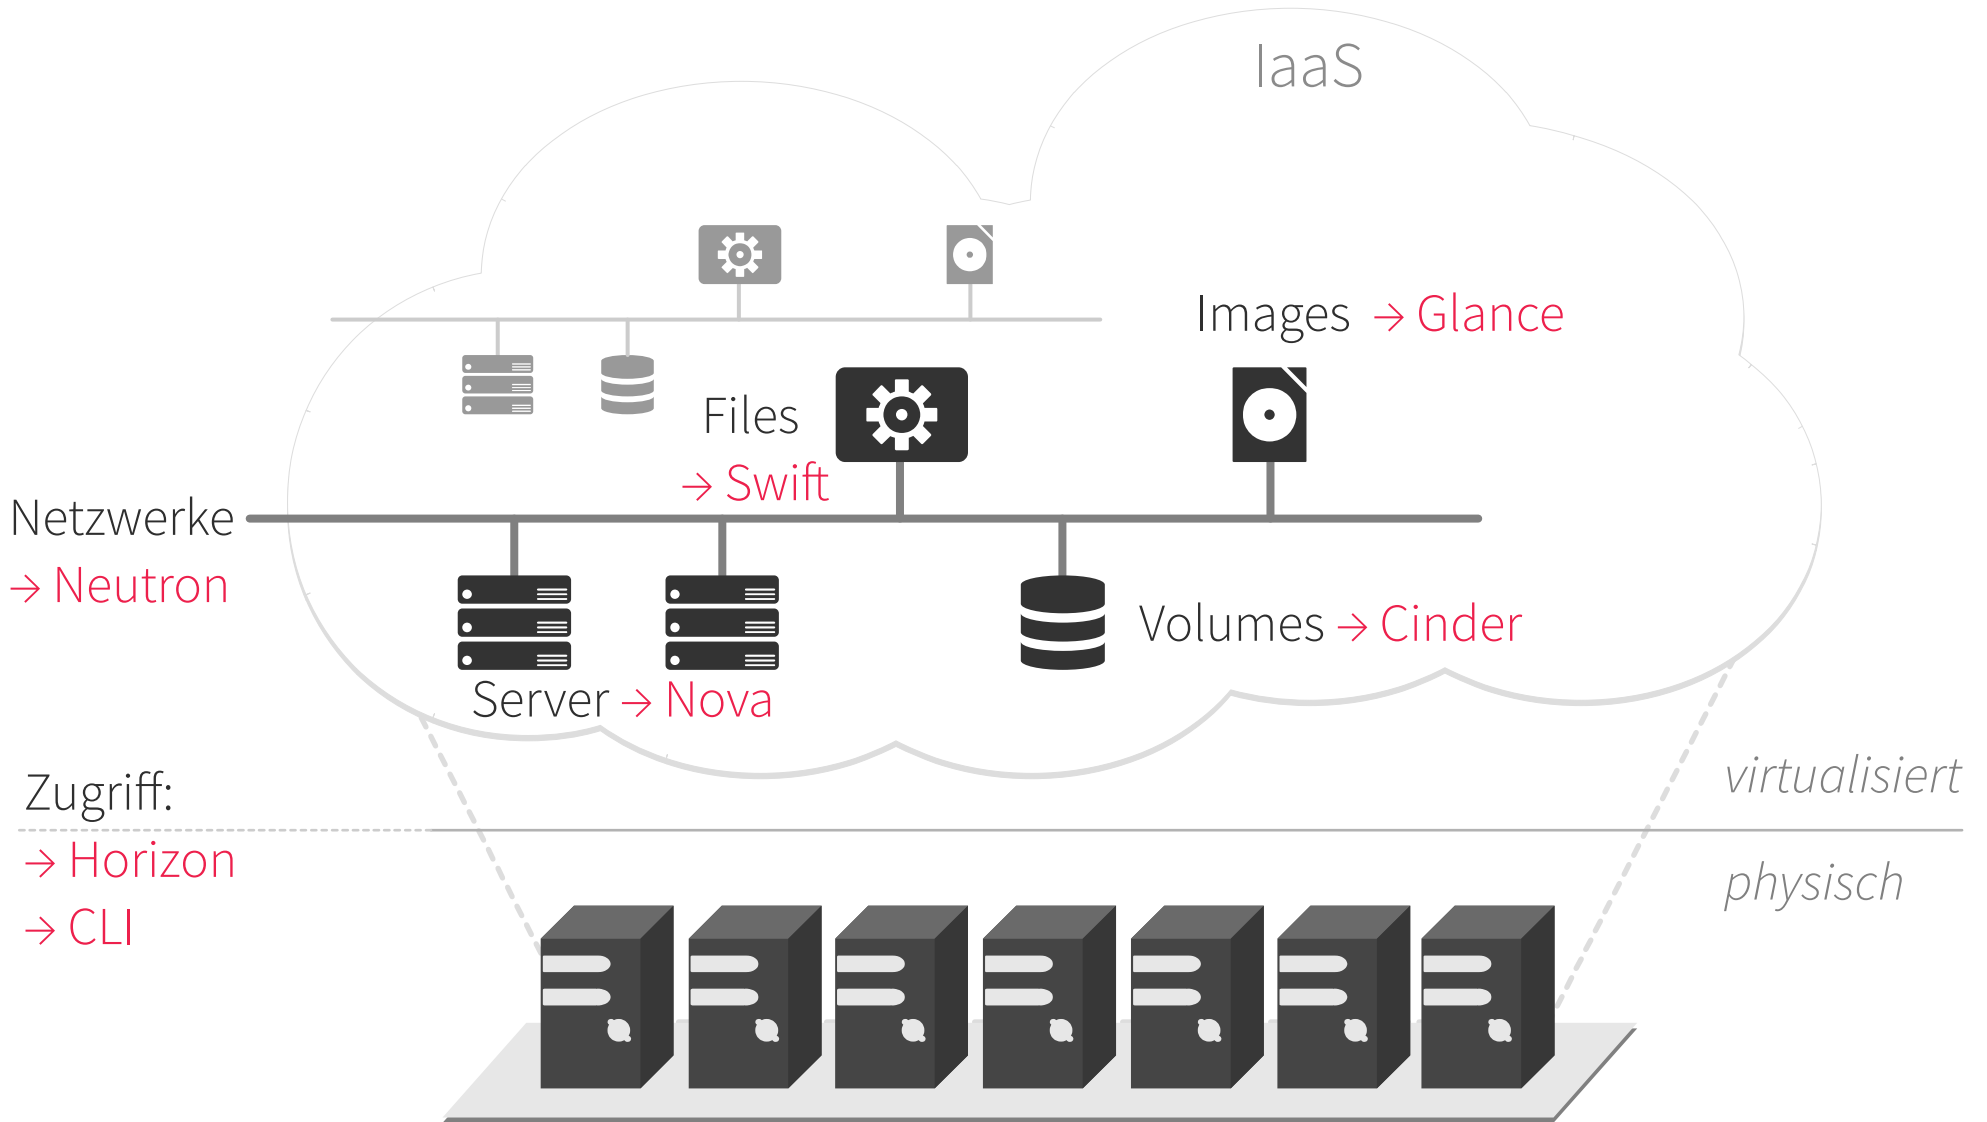 IaaS
Images → Glance
Files
→ Swift
Netzwerke
→ Neutron
Volumes → Cinder
Server → Nova
Zugriff:
→ Horizon
→ CLI
virtualisiert
physisch